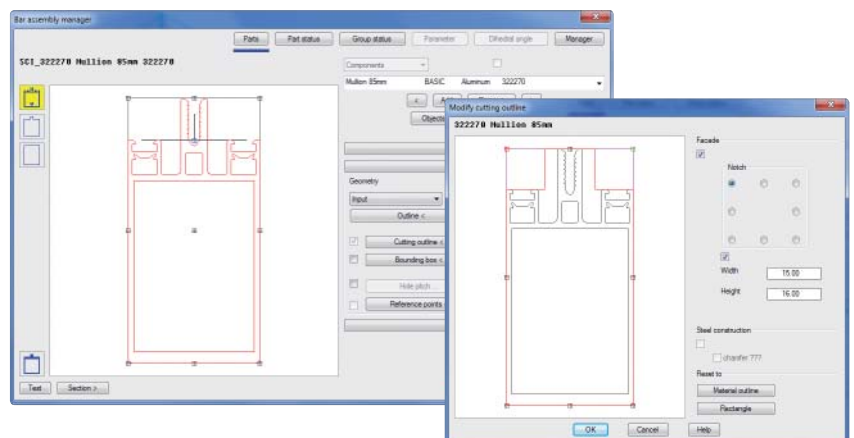 Bar assembly manager
Parts
Part status
Group status
Parameter
Dihedral angle
Manager
SCI_322270 Mullion 85mm 322270
Components
Mullion 85mm BASIC Aluminum 322270
<
Objects
Geometry
Input
Outline <
Cutting outline <
Bounding box <
Hole pitch ...
Reference points
Test
Section >
Modify cutting outline
322270 Mullion 85mm
Facade
Notch
Width 15.00
Height 16.00
Steel construction
chamfer ???
Reset to
Material outline
Rectangle
OK
Cancel
Help